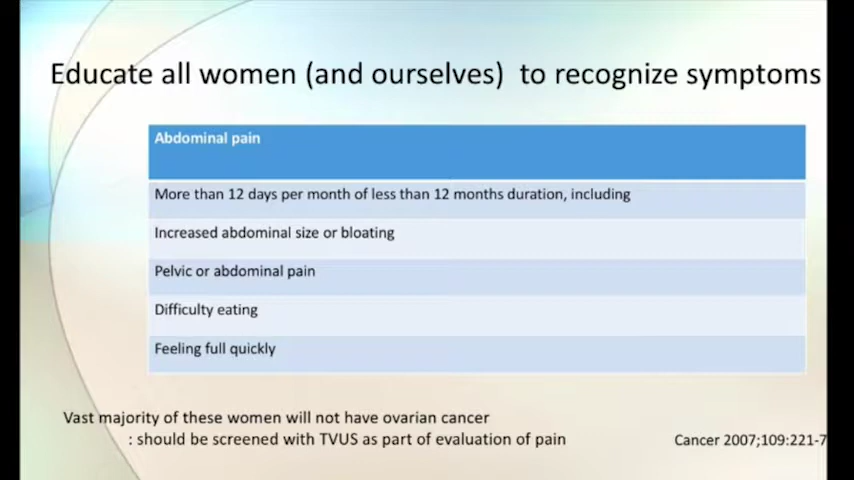 Educate all women (and ourselves) to recognize symptoms
Abdominal pain
More than 12 days per month of less than 12 months duration, including
Increased abdominal size or bloating
Pelvic or abdominal pain
Difficulty eating
Feeling full quickly
Vast majority of these women will not have ovarian cancer
: should be screened with TVUS as part of evaluation of pain
Cancer 2007;109:221-7